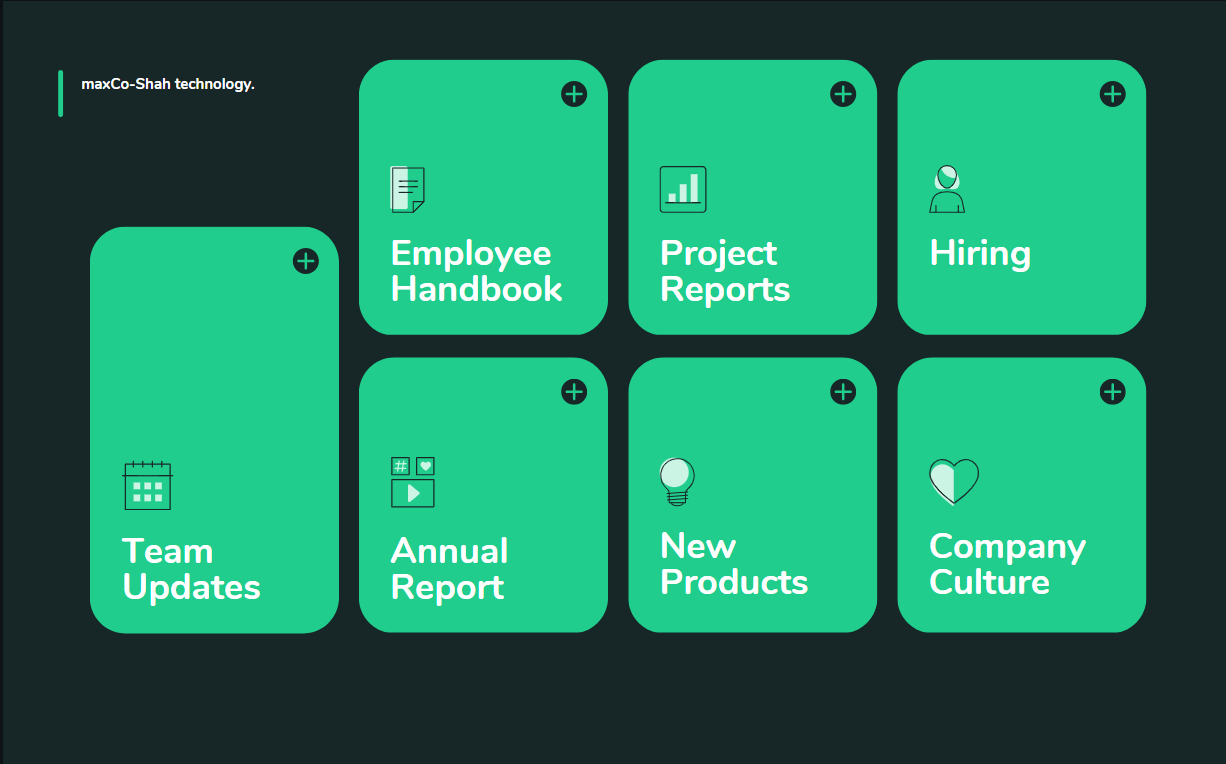 maxCo-Shah technology.
Employee
Handbook
Project
Reports
Hiring
Team
Updates
#
Annual
Report
New
Products
Company
Culture